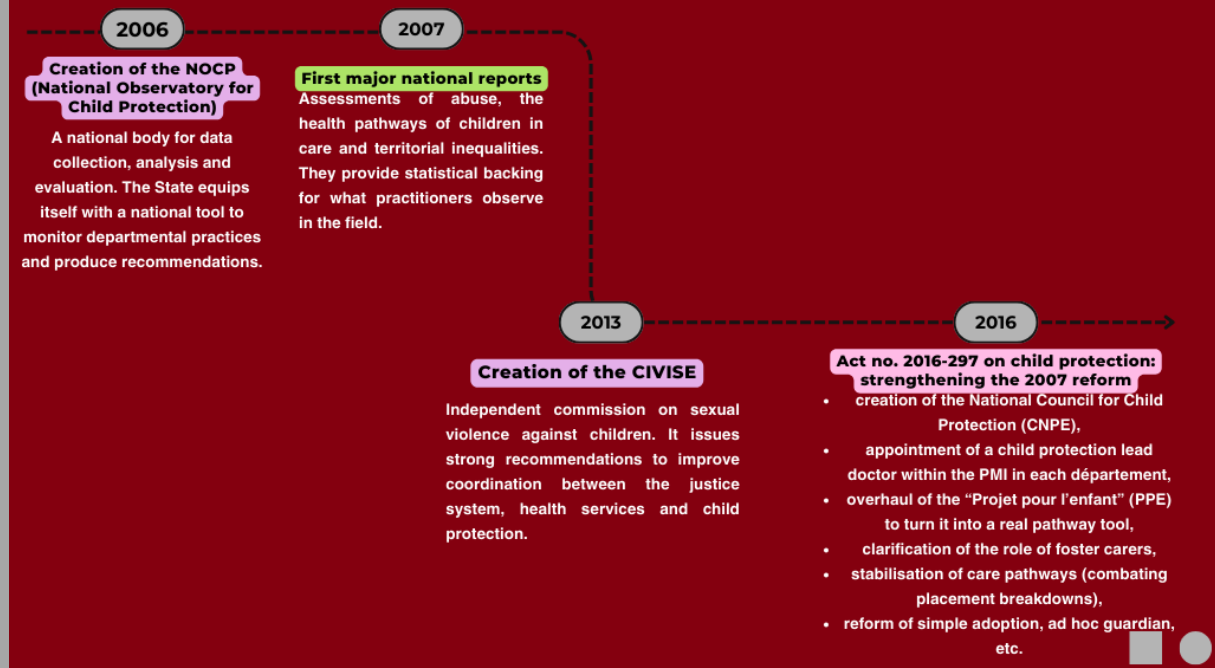 2006
2007
Creation of the NOCP
(National Observatory for
Child Protection)
A national body for data
collection, analysis and
evaluation. The State equips
itself with a national tool to
monitor departmental practices
and produce recommendations.
First major national reports
Assessments of abuse, the
health pathways of children in
care and territorial inequalities.
They provide statistical backing
for what practitioners observe
in the field.
2013
2016
Creation of the CIVISE
Independent commission on sexual
violence against children. It issues
strong recommendations to improve
coordination between the justice
system, health services and child
protection.
Act no. 2016-297 on child protection:
strengthening the 2007 reform
• creation of the National Council for Child
Protection (CNPE),
• appointment of a child protection lead
doctor within the PMI in each département,
• overhaul of the “Projet pour l’enfant” (PPE)
to turn it into a real pathway tool,
• clarification of the role of foster carers,
• stabilisation of care pathways (combating
placement breakdowns),
• reform of simple adoption, ad hoc guardian,
etc.